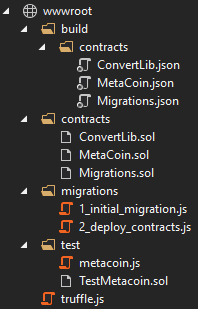 wwwroot
build
contracts
ConvertLib.json
MetaCoin.json
Migrations.json
contracts
ConvertLib.sol
MetaCoin.sol
Migrations.sol
migrations
1_initial_migration.js
2_deploy_contracts.js
test
metacoin.js
TestMetacoin.sol
truffle.js